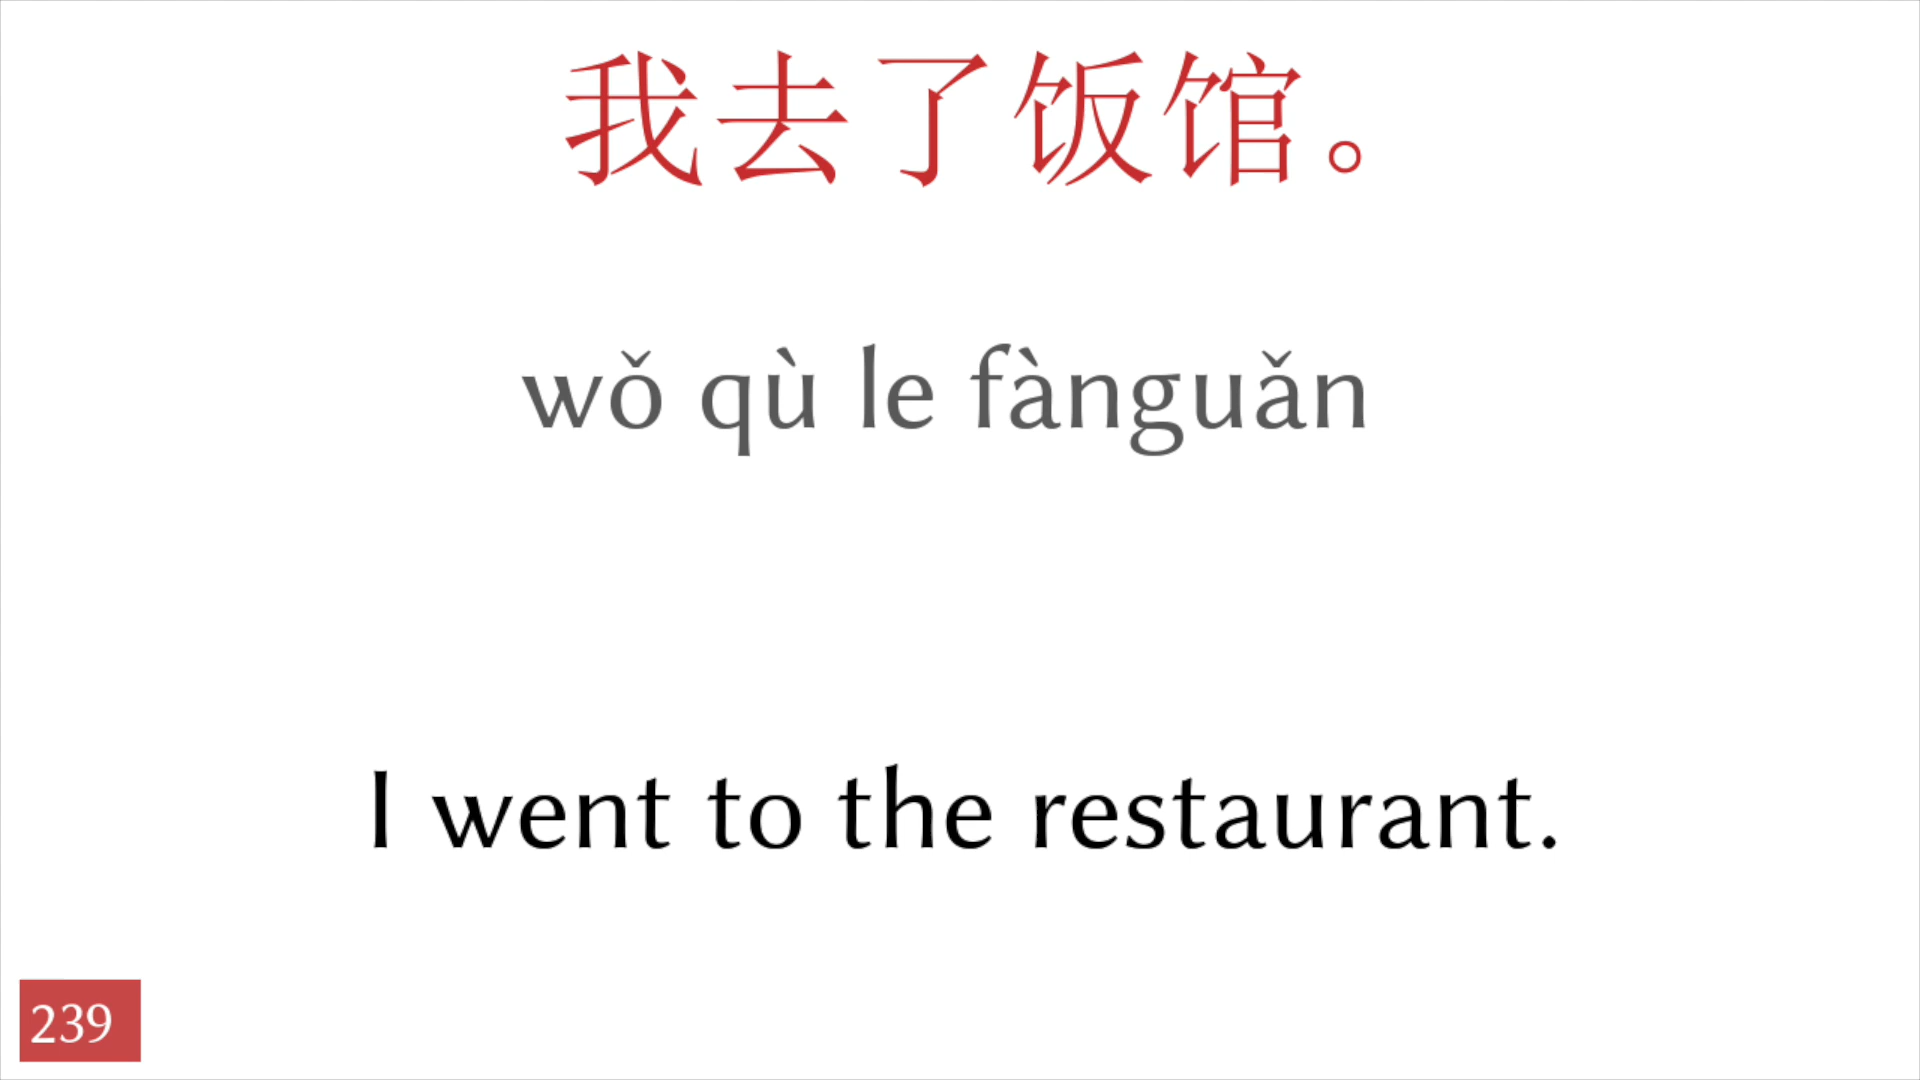 我去了饭馆。
wǒ qù le fànguǎn
I went to the restaurant.
239